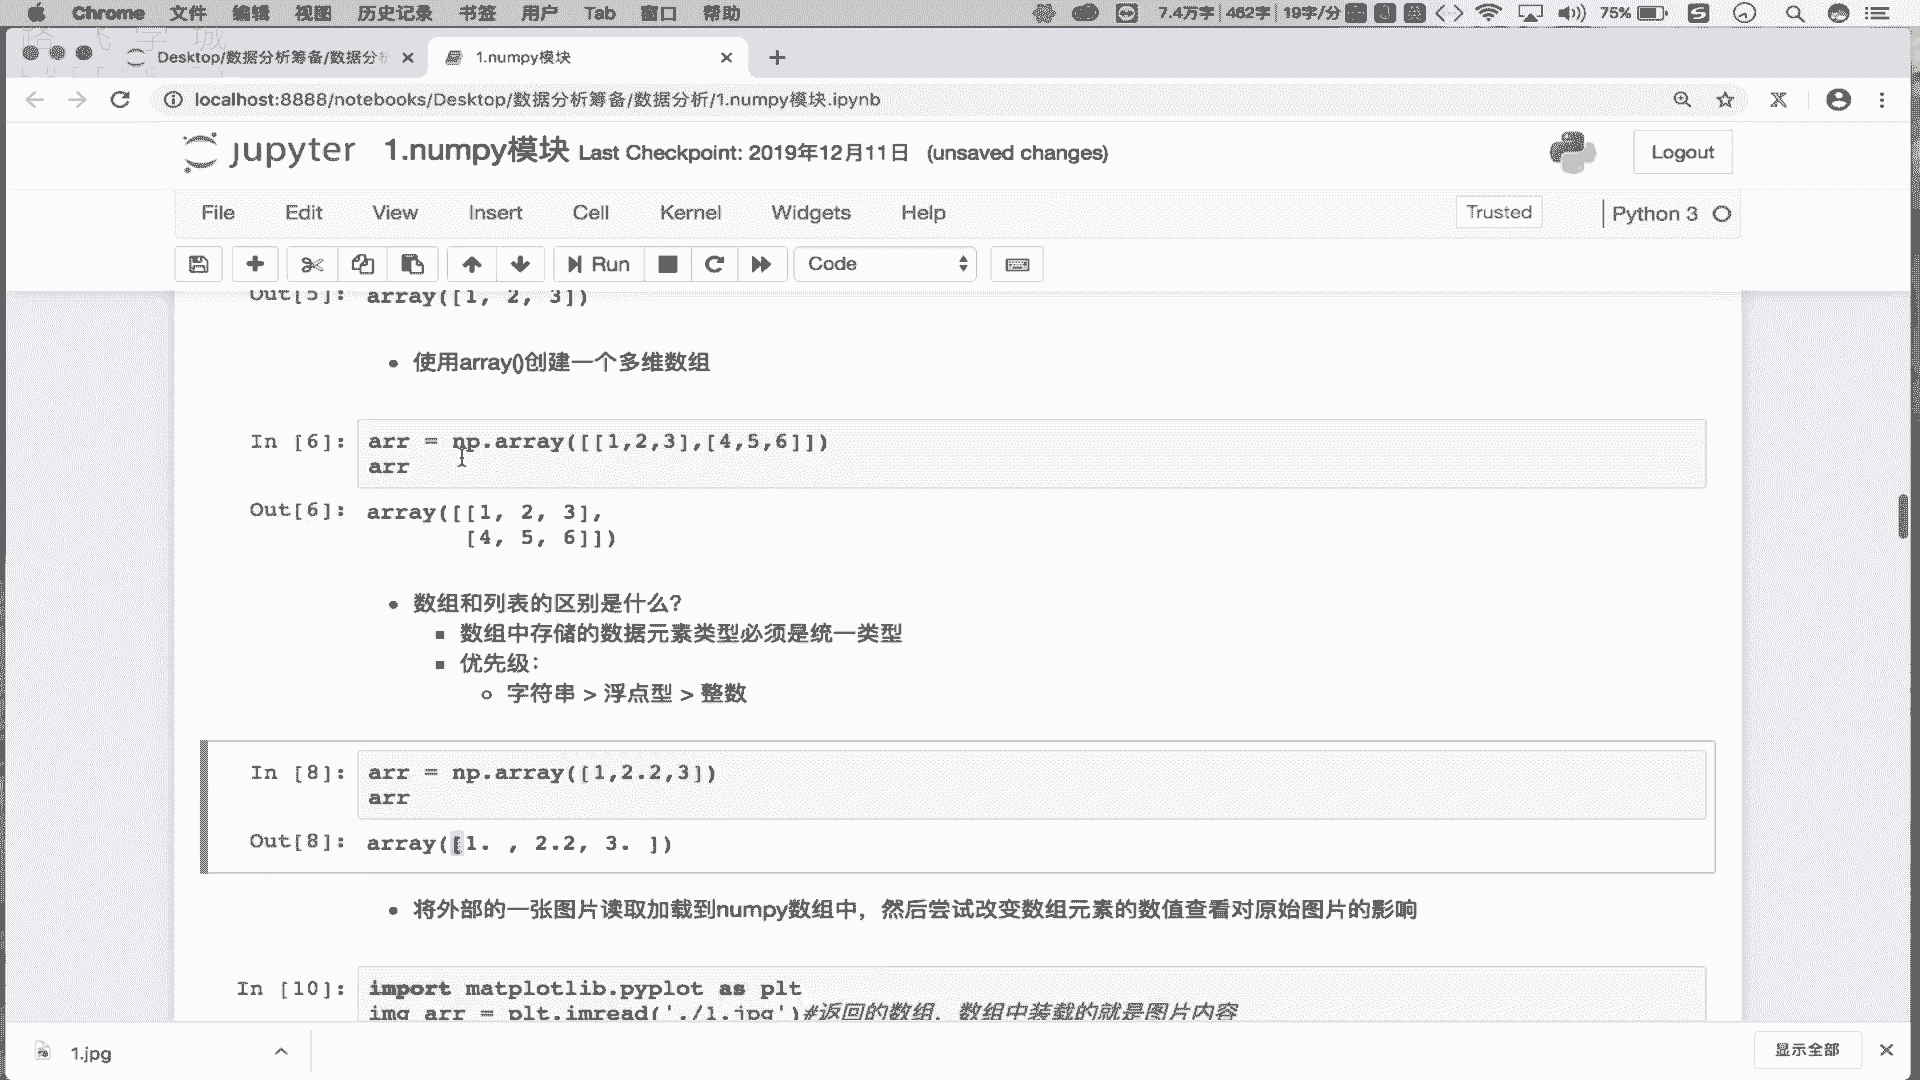 Chrome 文件 编辑 视图 历史记录 书签 用户 Tab 窗口 帮助 7.4万字 462字 19字/分 75%
Desktop/数据分析筹备/数据分析 1.numpy模块
localhost:8888/notebooks/Desktop/数据分析筹备/数据分析/1.numpy模块.ipynb
jupyter 1.numpy模块 Last Checkpoint: 2019年12月11日 (unsaved changes) Logout
File Edit View Insert Cell Kernel Widgets Help Trusted Python 3
Run Code
Out[5]: array([1, 2, 3])
使用array()创建一个多维数组
In [6]: arr = np.array([[1,2,3],[4,5,6]])
arr
Out[6]: array([[1, 2, 3],
[4, 5, 6]])
数组和列表的区别是什么?
数组中存储的数据元素类型必须是统一类型
优先级：
字符串 > 浮点型 > 整数
In [8]: arr = np.array([1,2.2,3])
arr
Out[8]: array([1. , 2.2, 3. ])
将外部的一张图片读取加载到numpy数组中，然后尝试改变数组元素的数值查看对原始图片的影响
In [10]: import matplotlib.pyplot as plt
img_arr = plt.imread('./1.jpg')#返回的数组，数组中装载的就是图片内容
1.jpg 显示全部